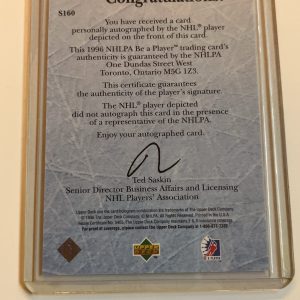 Congratulations!
S160
You have received a card
personally autographed by the NHL® player
depicted on the front of this card.
This 1996 NHLPA Be a Player™ trading card's
authenticity is guaranteed by the NHLPA
One Dundas Street West
Toronto, Ontario M5G 1Z3.
This certificate guarantees
the authenticity of the player's signature.
The NHL® player depicted
did not autograph this card in the presence
of a representative of the NHLPA.
Enjoy your autographed card.
Ted Saskin
Senior Director Business Affairs and Licensing
NHL Players' Association